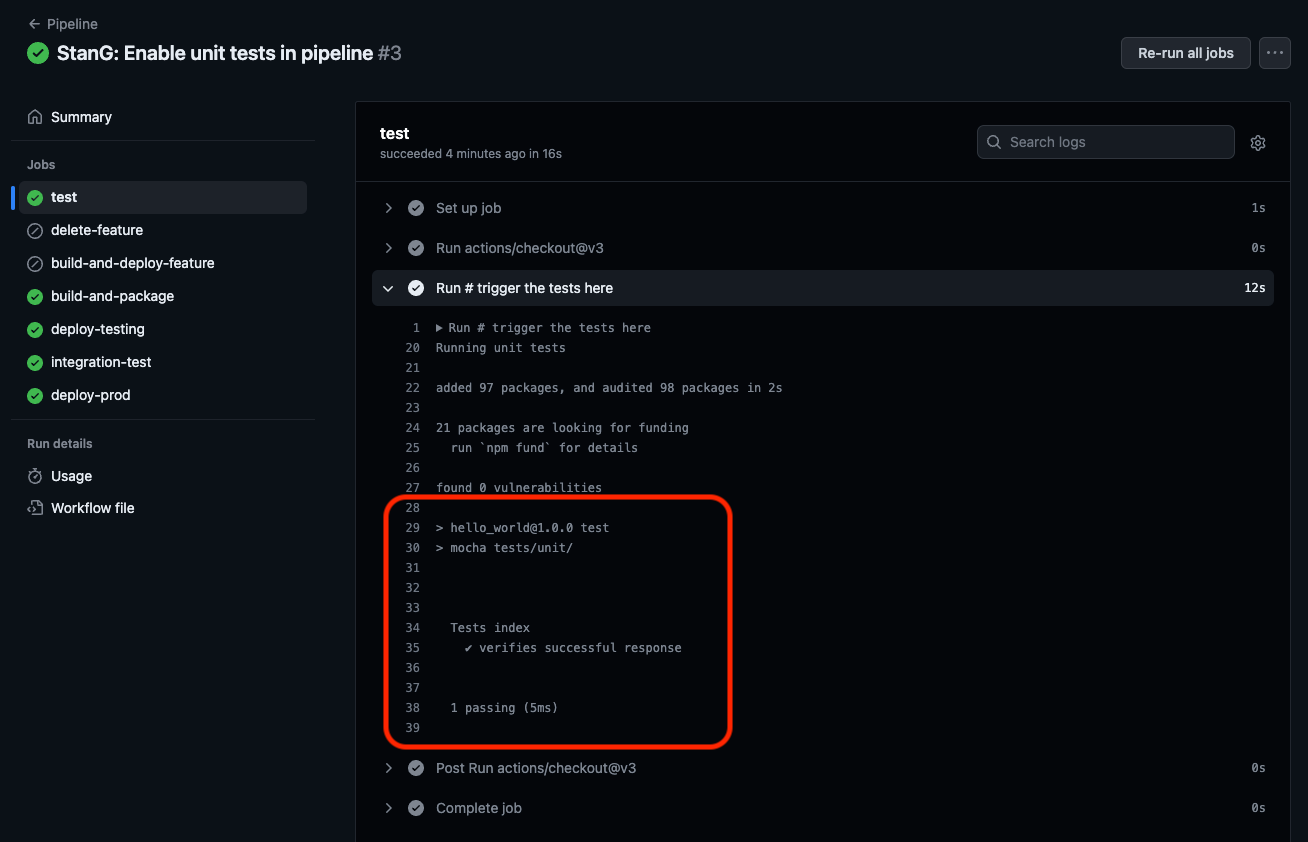 ← Pipeline
StanG: Enable unit tests in pipeline #3
Re-run all jobs
···
Summary
Jobs
test
delete-feature
build-and-deploy-feature
build-and-package
deploy-testing
integration-test
deploy-prod
Run details
Usage
Workflow file
test
succeeded 4 minutes ago in 16s
Search logs
Set up job 1s
Run actions/checkout@v3 0s
Run # trigger the tests here 12s
1 ▶ Run # trigger the tests here
20 Running unit tests
21
22 added 97 packages, and audited 98 packages in 2s
23
24 21 packages are looking for funding
25   run `npm fund` for details
26
27 found 0 vulnerabilities
28
29 > hello_world@1.0.0 test
30 > mocha tests/unit/
31
32
33
34   Tests index
35     ✔ verifies successful response
36
37
38   1 passing (5ms)
39
Post Run actions/checkout@v3 0s
Complete job 0s